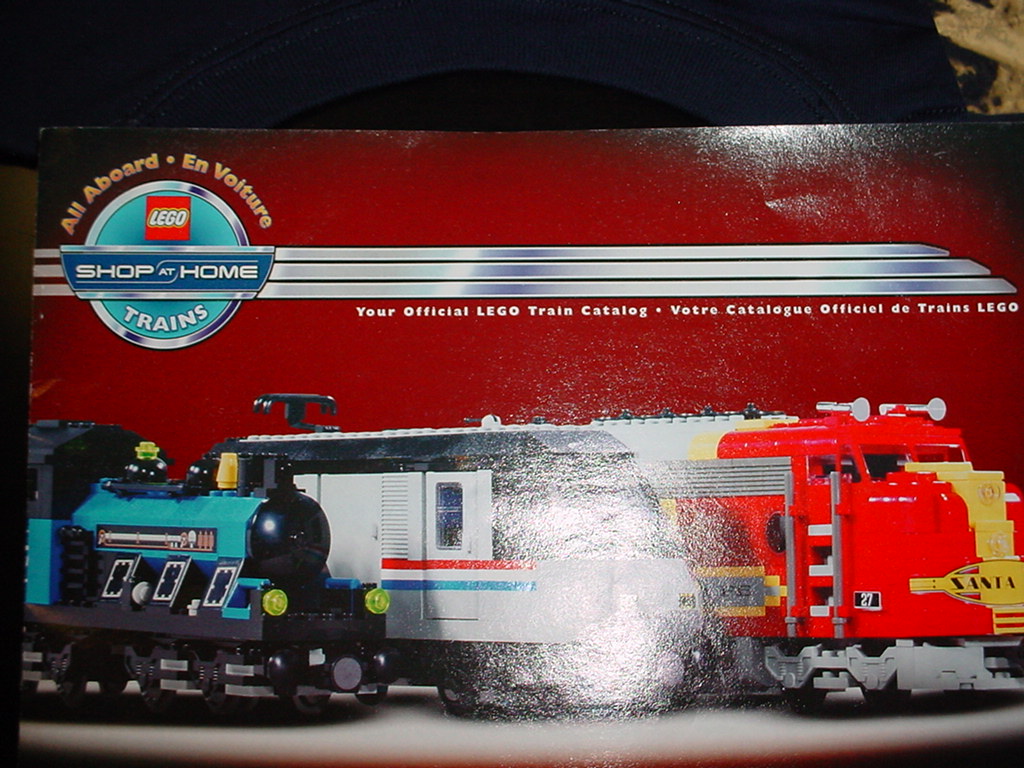 All Aboard • En Voiture
LEGO
SHOP AT HOME
TRAINS
Your Official LEGO Train Catalog • Votre Catalogue Officiel de Trains LEGO
SANTA
27